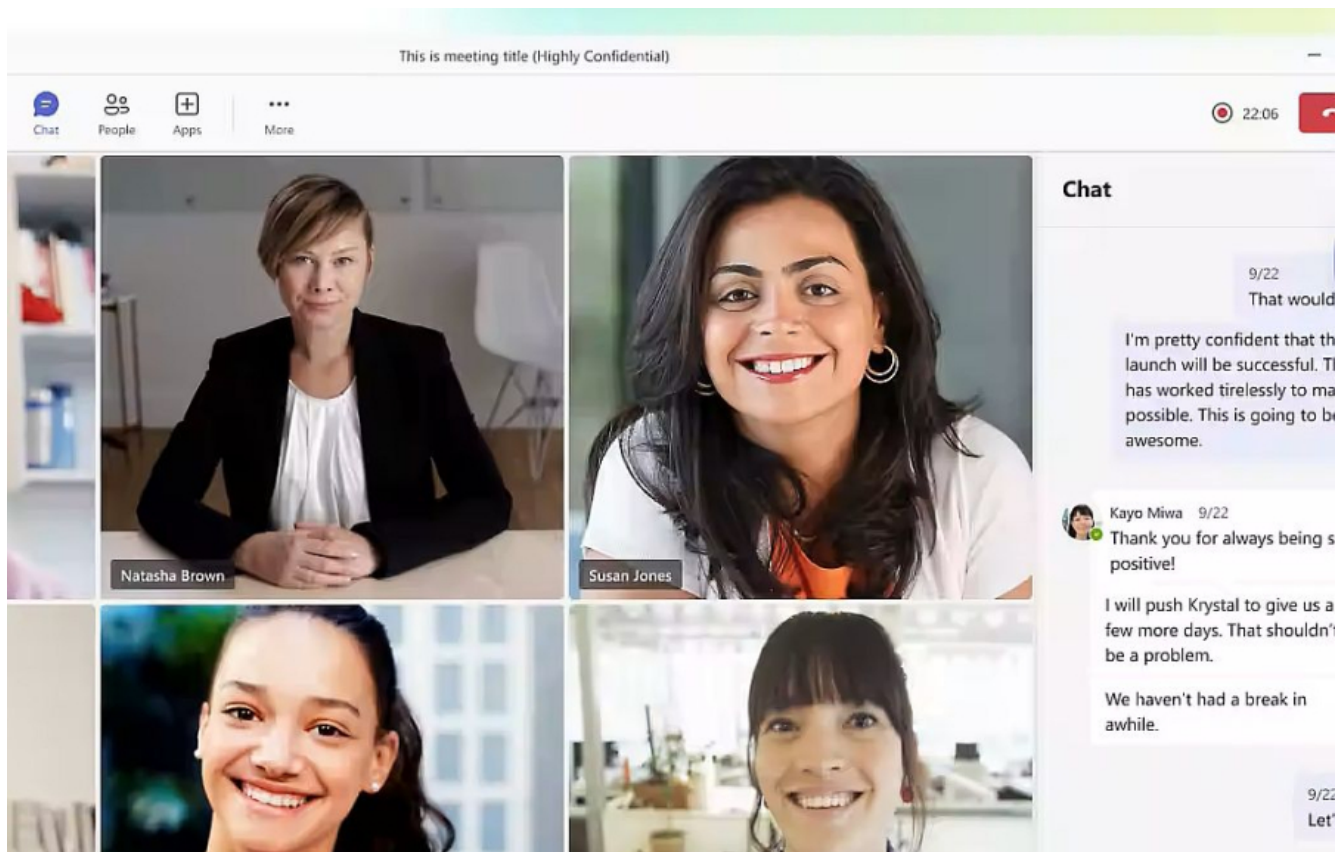 This is meeting title (Highly Confidential)
Chat
People
Apps
More
22:06
Natasha Brown
Susan Jones
Chat
9/22
That would
I'm pretty confident that th
launch will be successful. Th
has worked tirelessly to ma
possible. This is going to be
awesome.
Kayo Miwa 9/22
Thank you for always being s
positive!
I will push Krystal to give us a
few more days. That shouldn't
be a problem.
We haven't had a break in
awhile.
9/22
Let'